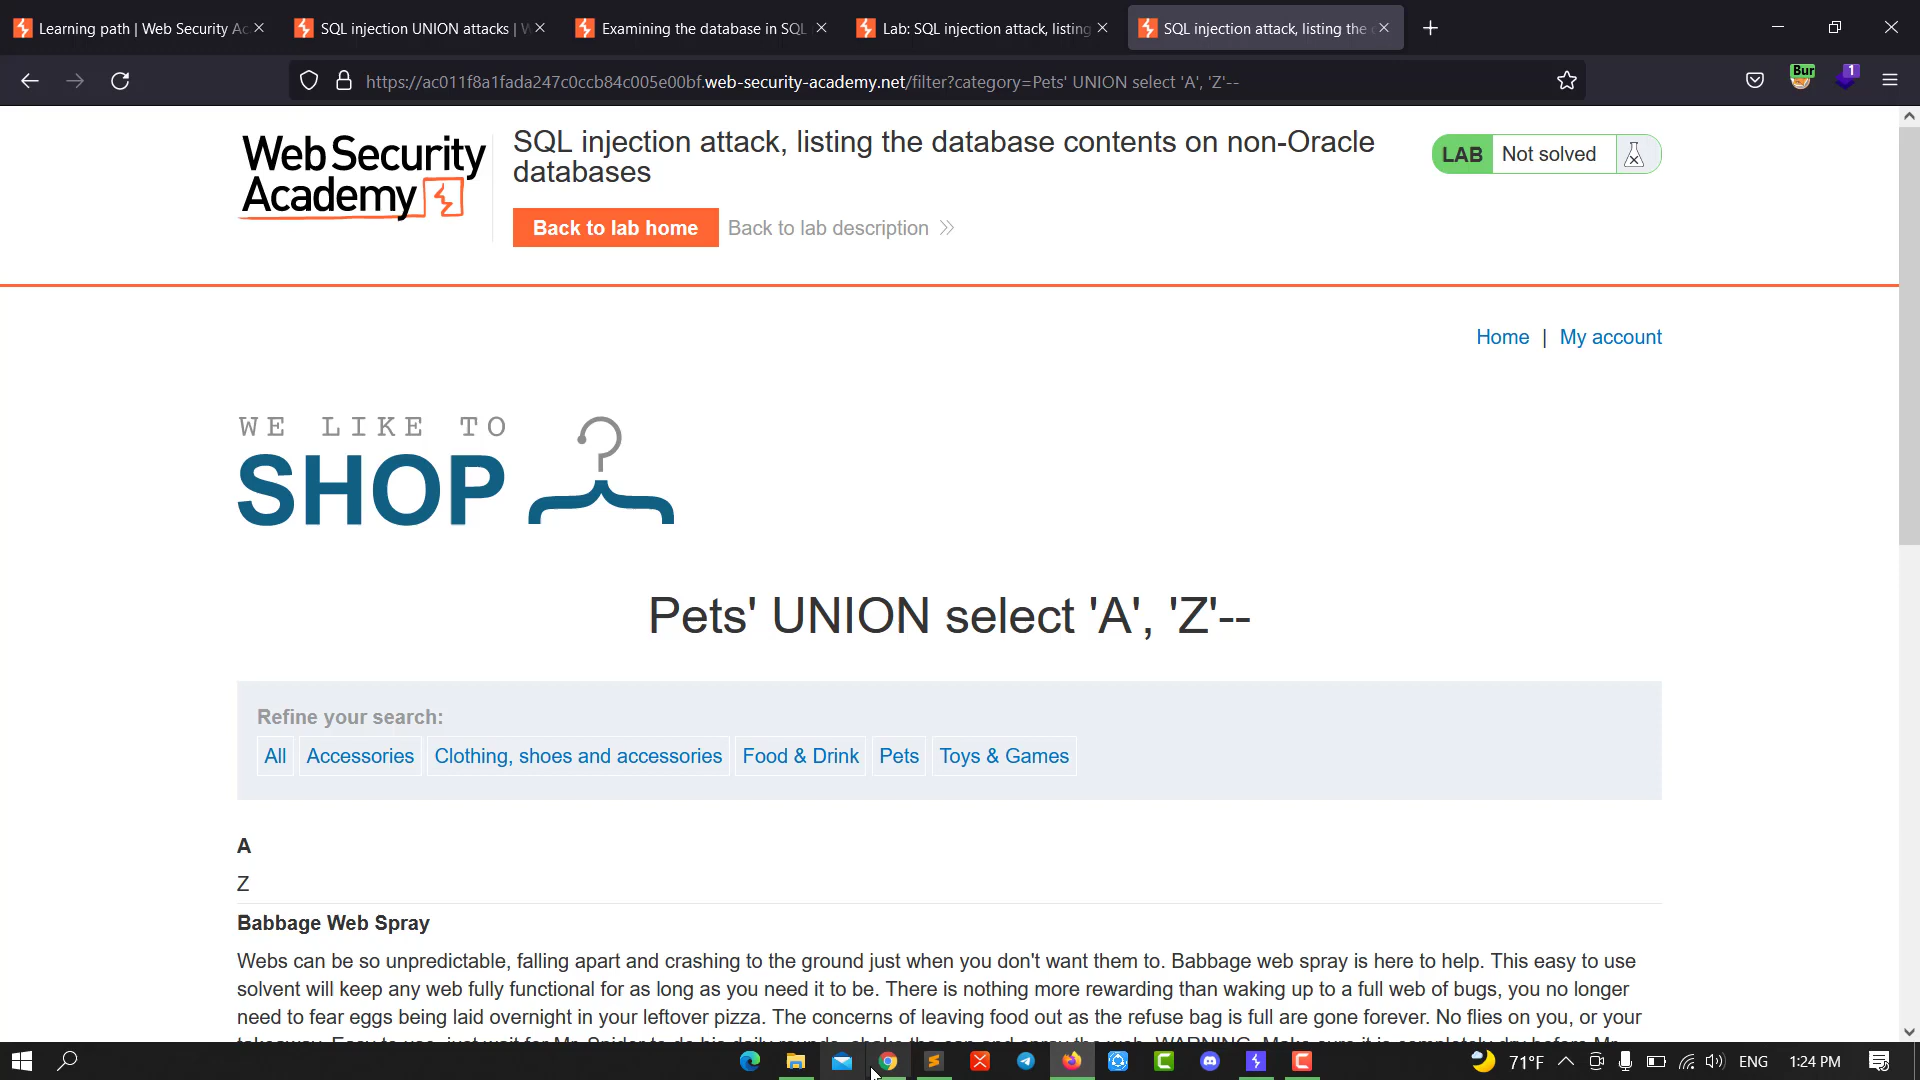 Learning path | Web Security Ac
SQL injection UNION attacks | W
Examining the database in SQL
Lab: SQL injection attack, listing
SQL injection attack, listing the
https://ac011f8a1fada247c0ccb84c005e00bf.web-security-academy.net/filter?category=Pets' UNION select 'A', 'Z'--
Bur
1
Web Security
Academy
SQL injection attack, listing the database contents on non-Oracle
databases
LAB Not solved
Back to lab home
Back to lab description
Home | My account
WE LIKE TO
SHOP
Pets' UNION select 'A', 'Z'--
Refine your search:
All
Accessories
Clothing, shoes and accessories
Food & Drink
Pets
Toys & Games
A
Z
Babbage Web Spray
Webs can be so unpredictable, falling apart and crashing to the ground just when you don't want them to. Babbage web spray is here to help. This easy to use
solvent will keep any web fully functional for as long as you need it to be. There is nothing more rewarding than waking up to a full web of bugs, you no longer
need to fear eggs being laid overnight in your leftover pizza. The concerns of leaving food out as the refuse bag is full are gone forever. No flies on you, or your
71°F
ENG
1:24 PM